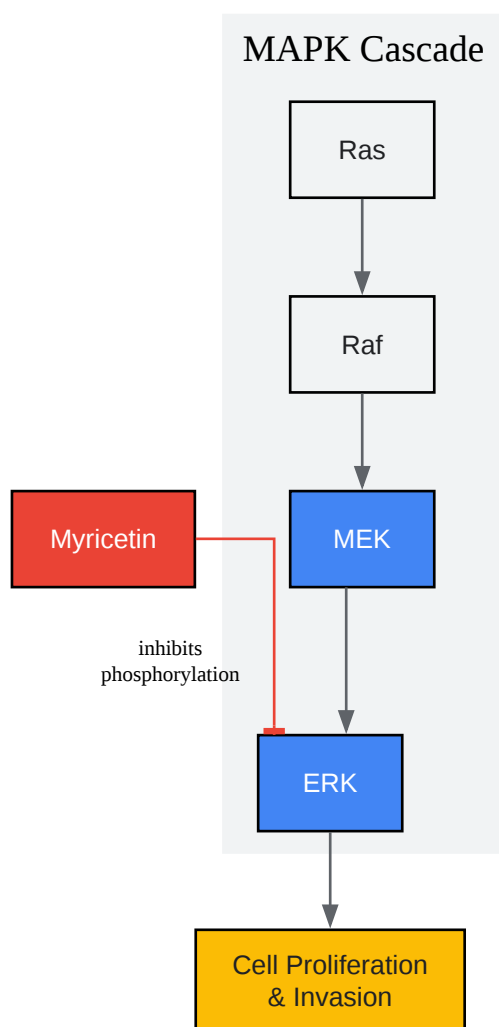 MAPK Cascade
Ras
Raf
Myricetin
MEK
inhibits
phosphorylation
ERK
Cell Proliferation
& Invasion